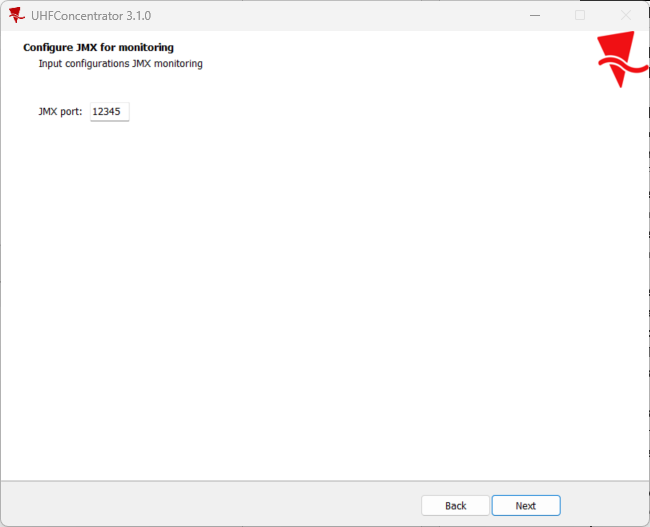 UHFConcentrator 3.1.0
Configure JMX for monitoring
Input configurations JMX monitoring
JMX port: 12345
Back Next